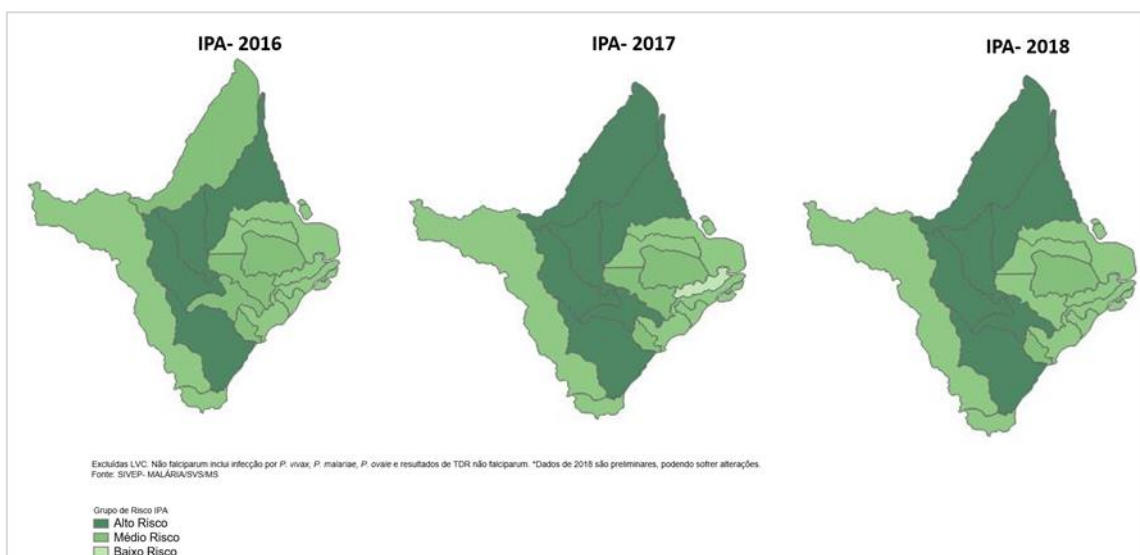 IPA- 2016
IPA- 2017
IPA- 2018
Excluídas LVC. Não falciparum inclui infecção por P. vivax, P. malariae, P. ovale e resultados de TDR não falciparum. *Dados de 2018 são preliminares, podendo sofrer alterações.
Fonte: SIVEP- MALÁRIA/SVS/MS
Grupo de Risco IPA
Alto Risco
Médio Risco
Baixo Risco